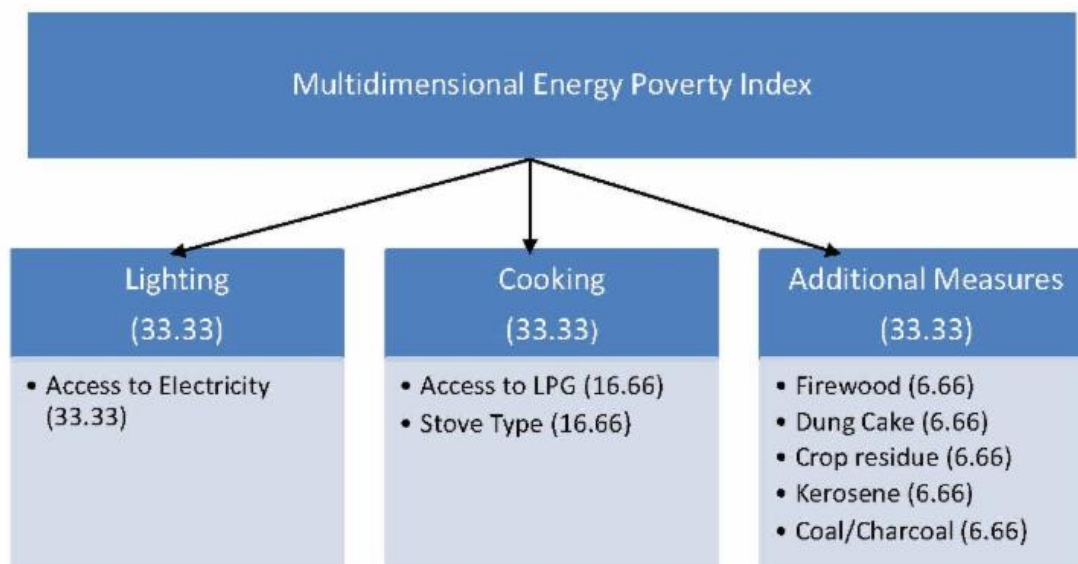 Multidimensional Energy Poverty Index
Lighting
(33.33)
• Access to Electricity
(33.33)
Cooking
(33.33)
• Access to LPG (16.66)
• Stove Type (16.66)
Additional Measures
(33.33)
• Firewood (6.66)
• Dung Cake (6.66)
• Crop residue (6.66)
• Kerosene (6.66)
• Coal/Charcoal (6.66)